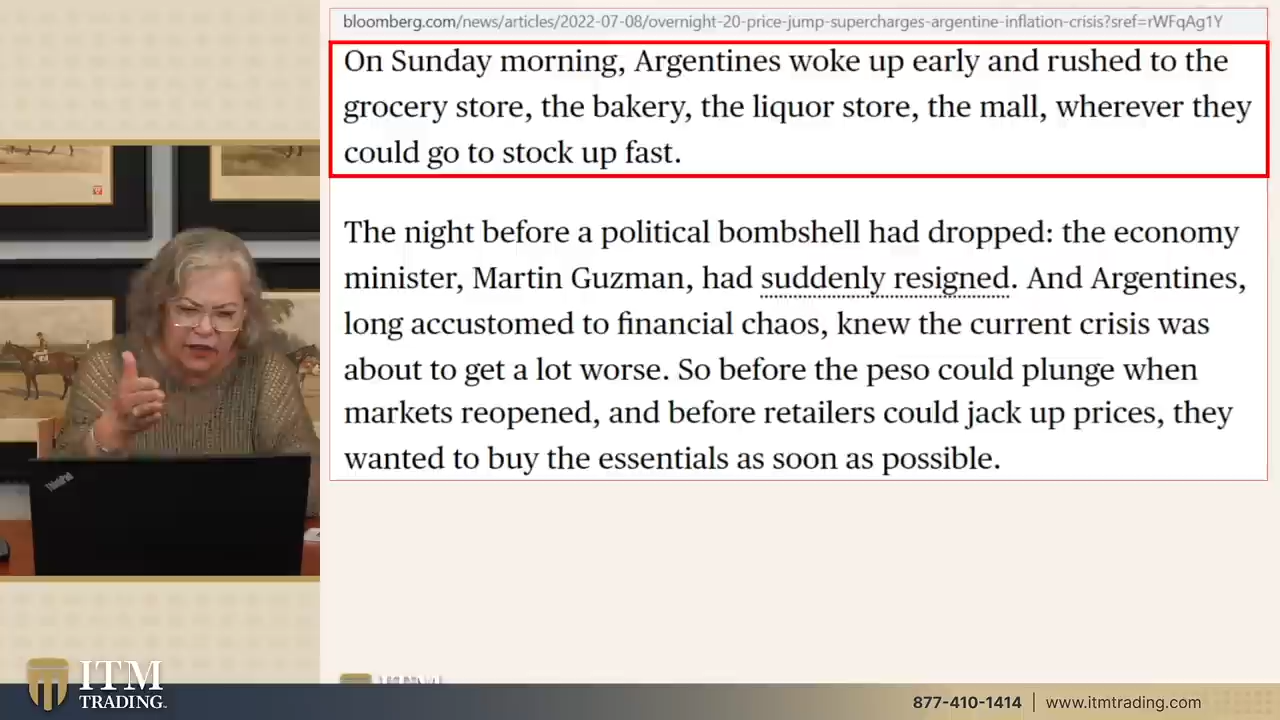 bloomberg.com/news/articles/2022-07-08/overnight-20-price-jump-supercharges-argentine-inflation-crisis?sref=rWFqAg1Y
On Sunday morning, Argentines woke up early and rushed to the
grocery store, the bakery, the liquor store, the mall, wherever they
could go to stock up fast.
The night before a political bombshell had dropped: the economy
minister, Martin Guzman, had suddenly resigned. And Argentines,
long accustomed to financial chaos, knew the current crisis was
about to get a lot worse. So before the peso could plunge when
markets reopened, and before retailers could jack up prices, they
wanted to buy the essentials as soon as possible.
ThinkPad
ITM
TRADING.
877-410-1414 | www.itmtrading.com